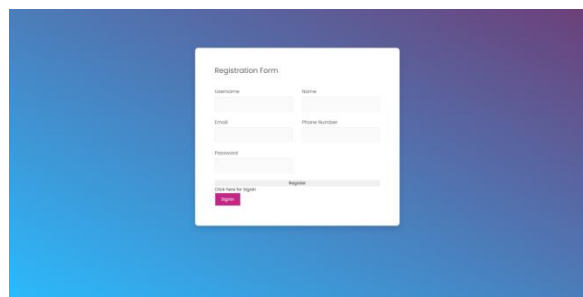 Registration Form
Username Name
Email Phone Number
Password
Register
Click here for SignIn
SignIn